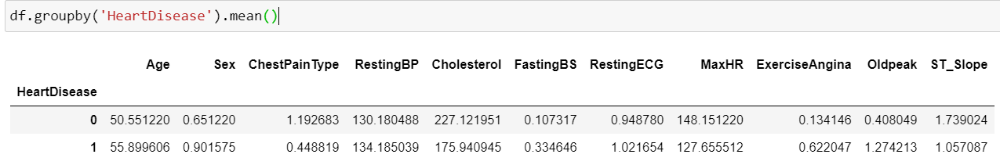 df.groupby('HeartDisease').mean()
Age Sex ChestPainType RestingBP Cholesterol FastingBS RestingECG MaxHR ExerciseAngina Oldpeak ST_Slope
HeartDisease
0 50.551220 0.651220 1.192683 130.180488 227.121951 0.107317 0.948780 148.151220 0.134146 0.408049 1.739024
1 55.899606 0.901575 0.448819 134.185039 175.940945 0.334646 1.021654 127.655512 0.622047 1.274213 1.057087